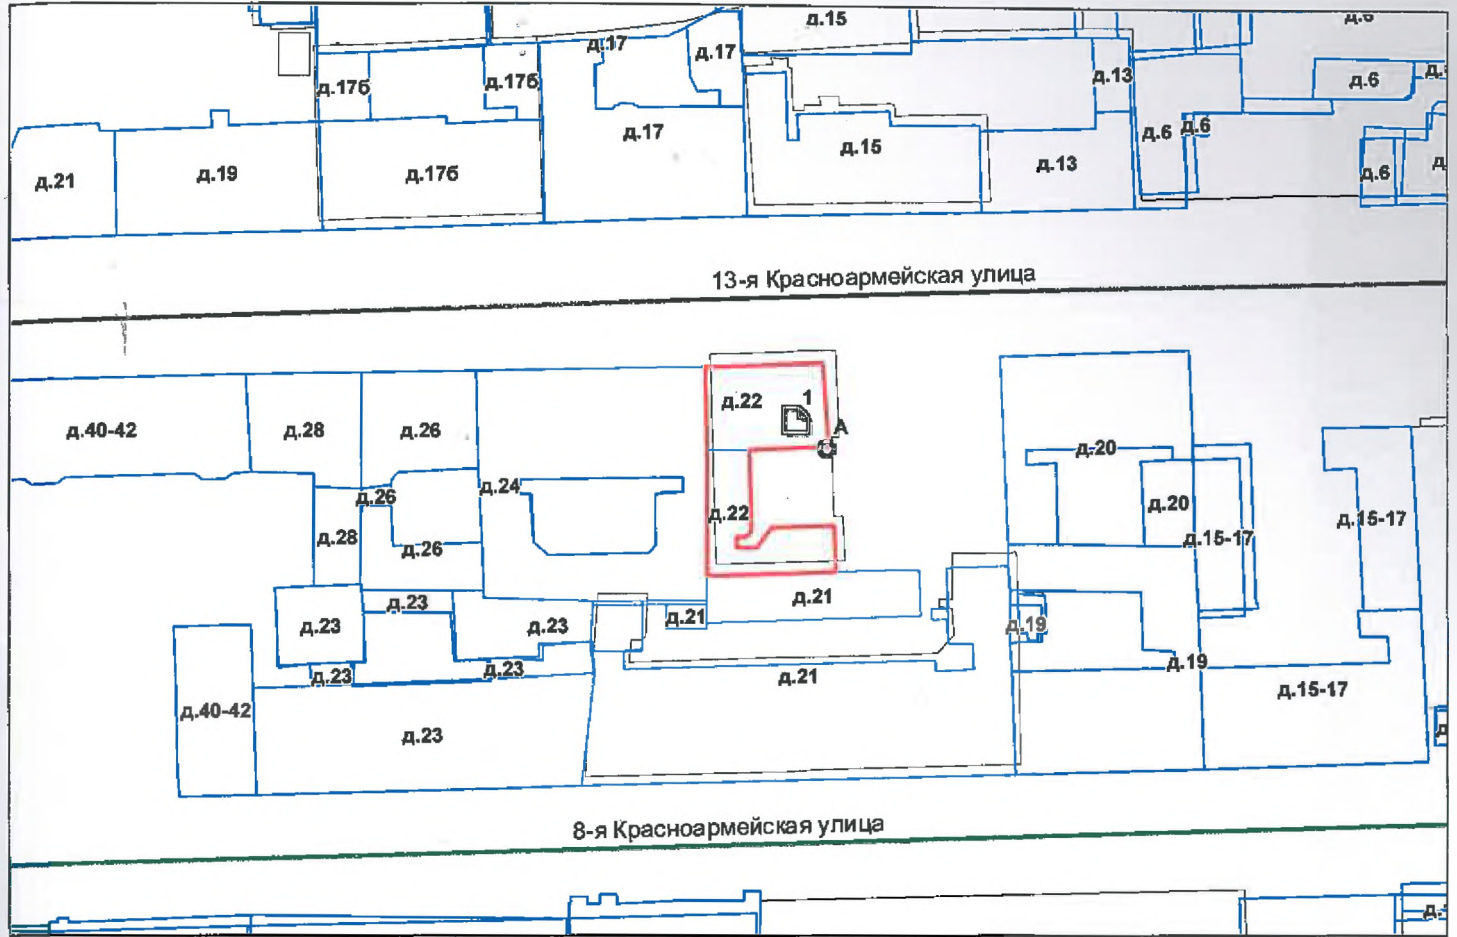 д.15
д.6
д.17
д.17
д.17б
д.17б
д.13
д.6
д.17
д.15
д.6
д.6
д.13
д.21
д.19
д.17б
д.6
13-я Красноармейская улица
д.22
1
А
д.40-42
д.28
д.26
д.20
д.24
д.26
д.22
д.20
д.15-17
д.28
д.26
д.15-17
д.23
д.21
д.21
д.23
д.23
д.19
д.23
д.23
д.21
д.19
д.15-17
д.40-42
д.23
8-я Красноармейская улица